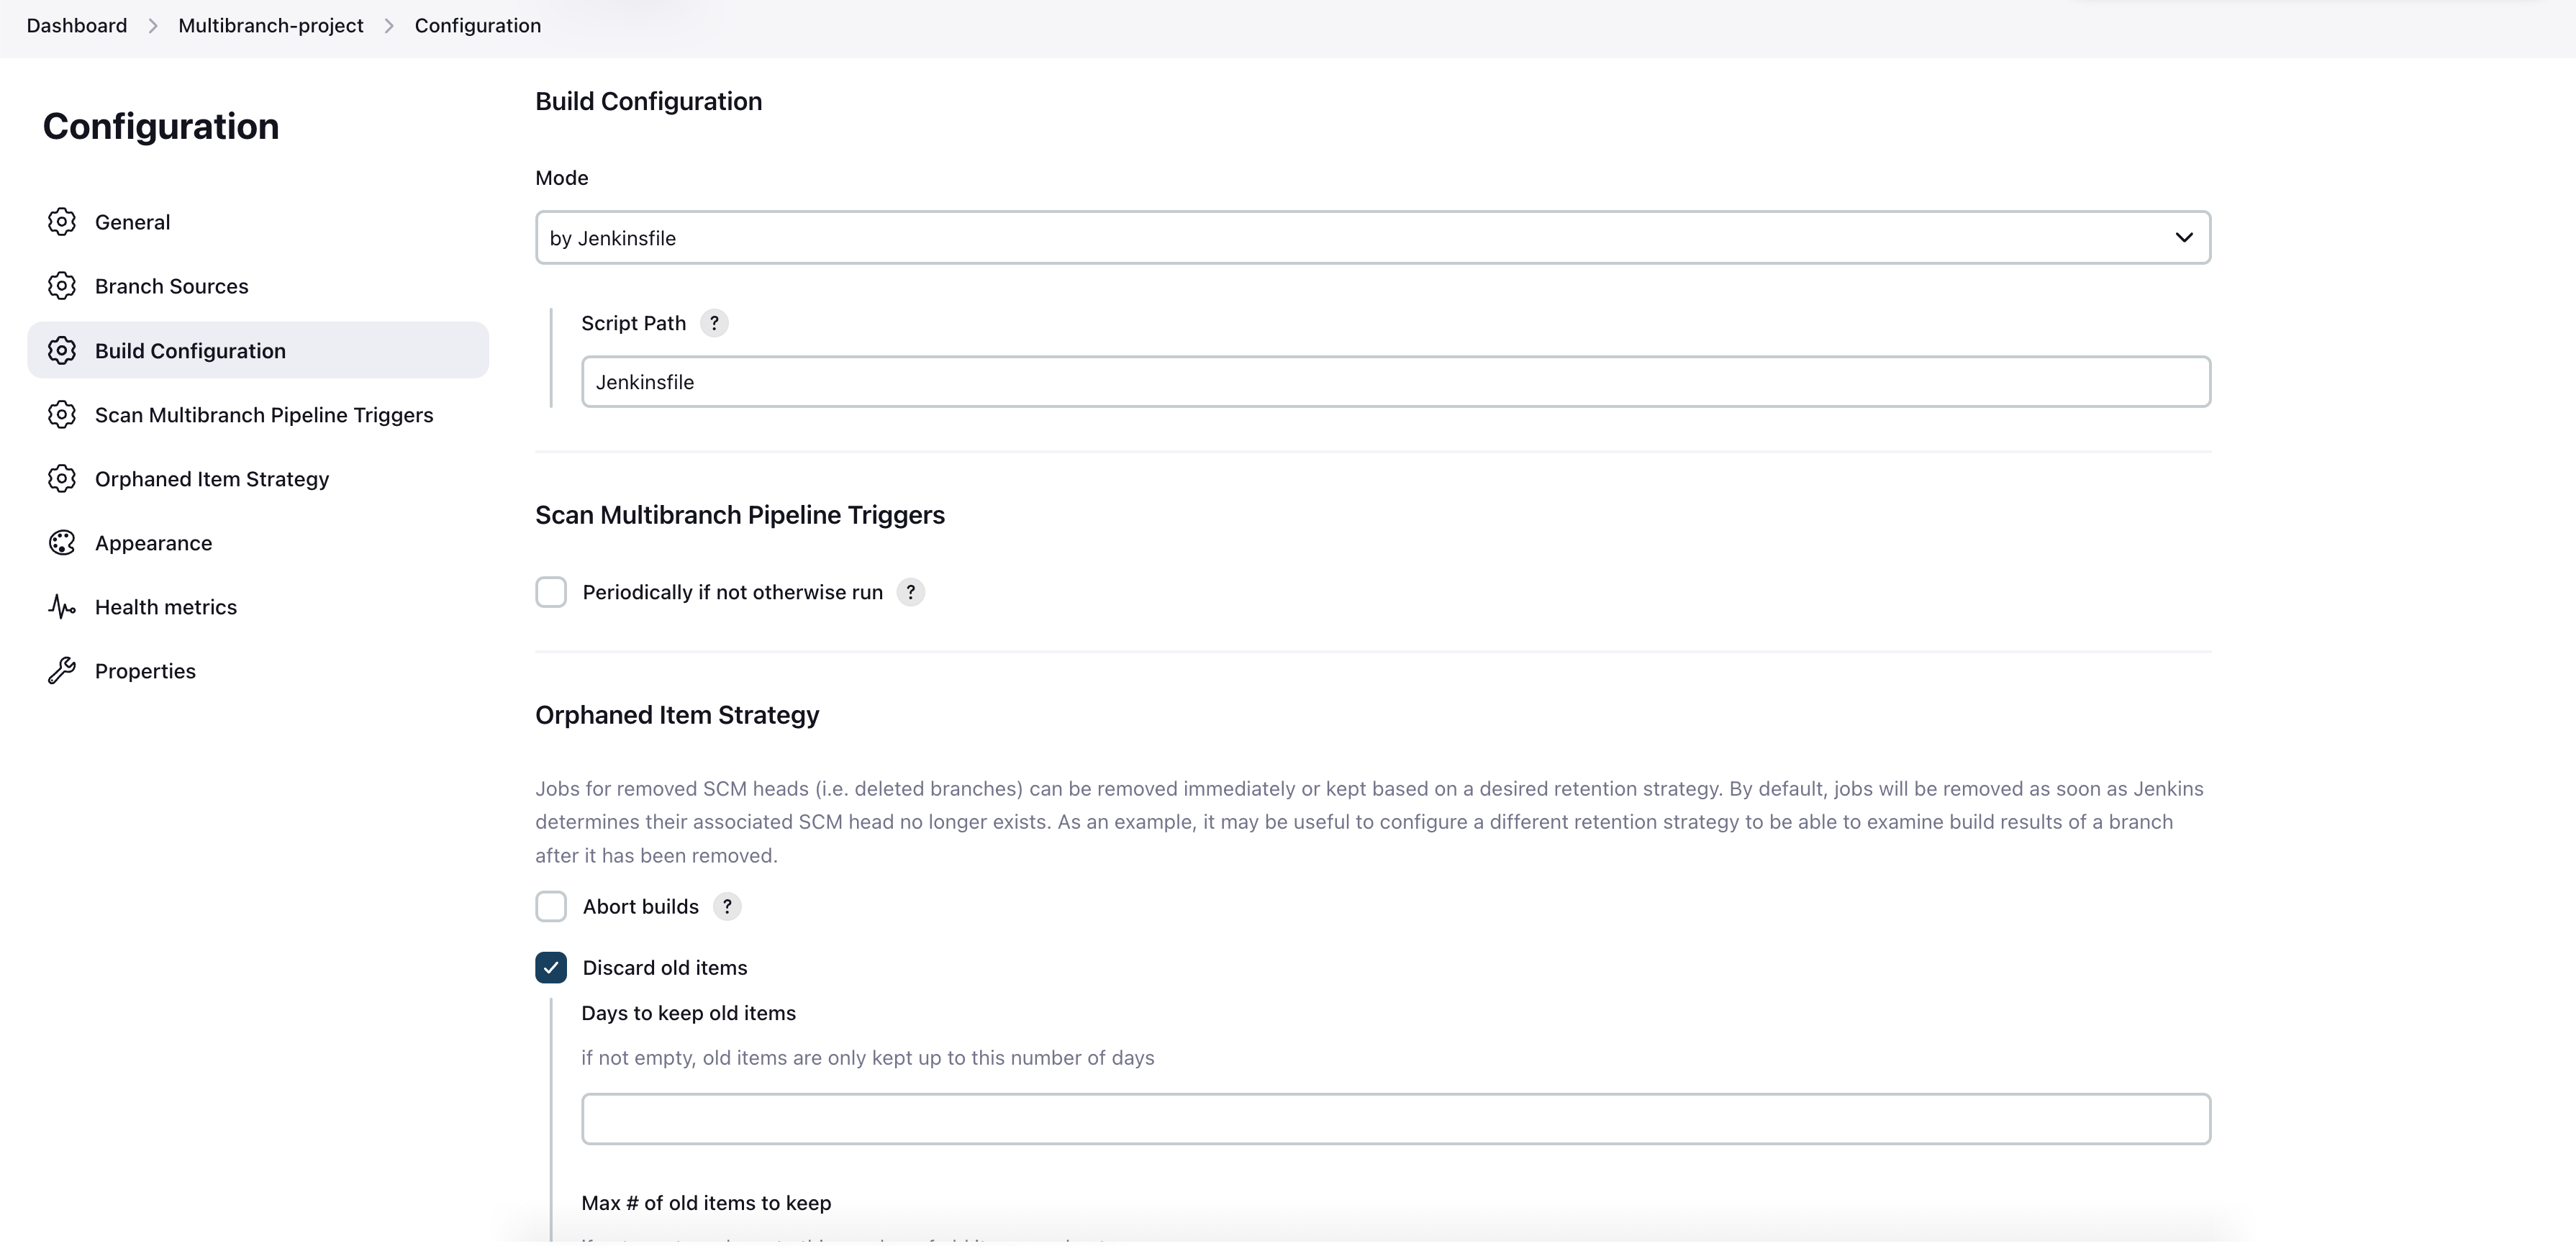 Dashboard > Multibranch-project > Configuration
Configuration
General
Branch Sources
Build Configuration
Scan Multibranch Pipeline Triggers
Orphaned Item Strategy
Appearance
Health metrics
Properties
Build Configuration
Mode
by Jenkinsfile
Script Path ?
Jenkinsfile
Scan Multibranch Pipeline Triggers
Periodically if not otherwise run ?
Orphaned Item Strategy
Jobs for removed SCM heads (i.e. deleted branches) can be removed immediately or kept based on a desired retention strategy. By default, jobs will be removed as soon as Jenkins
determines their associated SCM head no longer exists. As an example, it may be useful to configure a different retention strategy to be able to examine build results of a branch
after it has been removed.
Abort builds ?
Discard old items
Days to keep old items
if not empty, old items are only kept up to this number of days
Max # of old items to keep